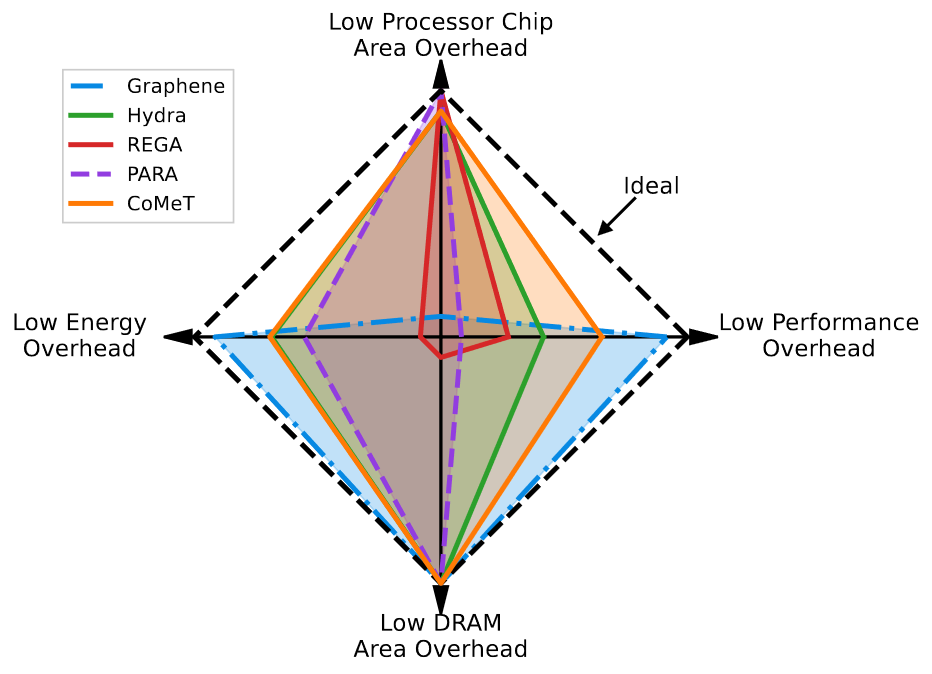 Low Processor Chip
Area Overhead
Graphene
Hydra
REGA
PARA
CoMeT
Ideal
Low Energy
Overhead
Low Performance
Overhead
Low DRAM
Area Overhead